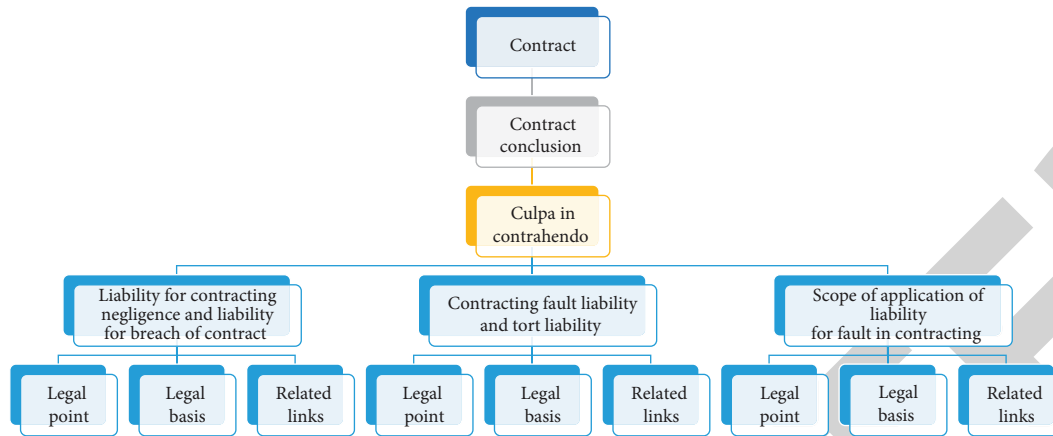 Contract
Contract
conclusion
Culpa in
contrahendo
Liability for contracting
negligence and liability
for breach of contract
Contracting fault liability
and tort liability
Scope of application of
liability
for fault in contracting
Legal
point
Legal
basis
Related
links
Legal
point
Legal
basis
Related
links
Legal
point
Legal
basis
Related
links